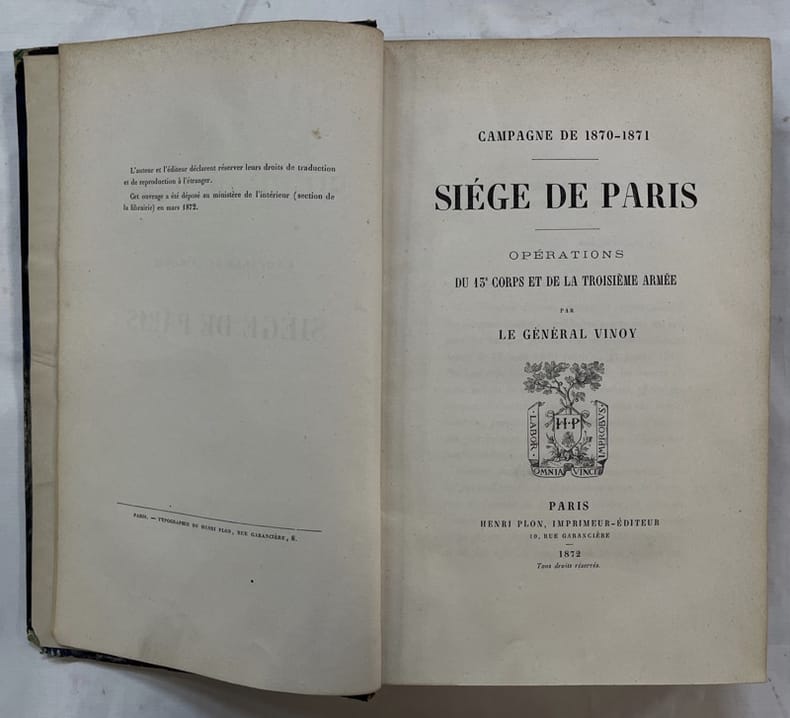 L'auteur et l'éditeur déclarent réserver leurs droits de traduction
et de reproduction à l'étranger.
Cet ouvrage a été déposé au ministère de l'intérieur (section de
la librairie) en mars 1872.
PARIS. — TYPOGRAPHIE DE HENRI PLON, RUE GARANCIÈRE, 8.
CAMPAGNE DE 1870-1871
SIÉGE DE PARIS
OPÉRATIONS
DU 13e CORPS ET DE LA TROISIÈME ARMÉE
PAR
LE GÉNÉRAL VINOY
H·P
LABOR·
OMNIA VINCIT
IMPROBVS
PARIS
HENRI PLON, IMPRIMEUR-ÉDITEUR
10, RUE GARANCIÈRE
1872
Tous droits réservés.